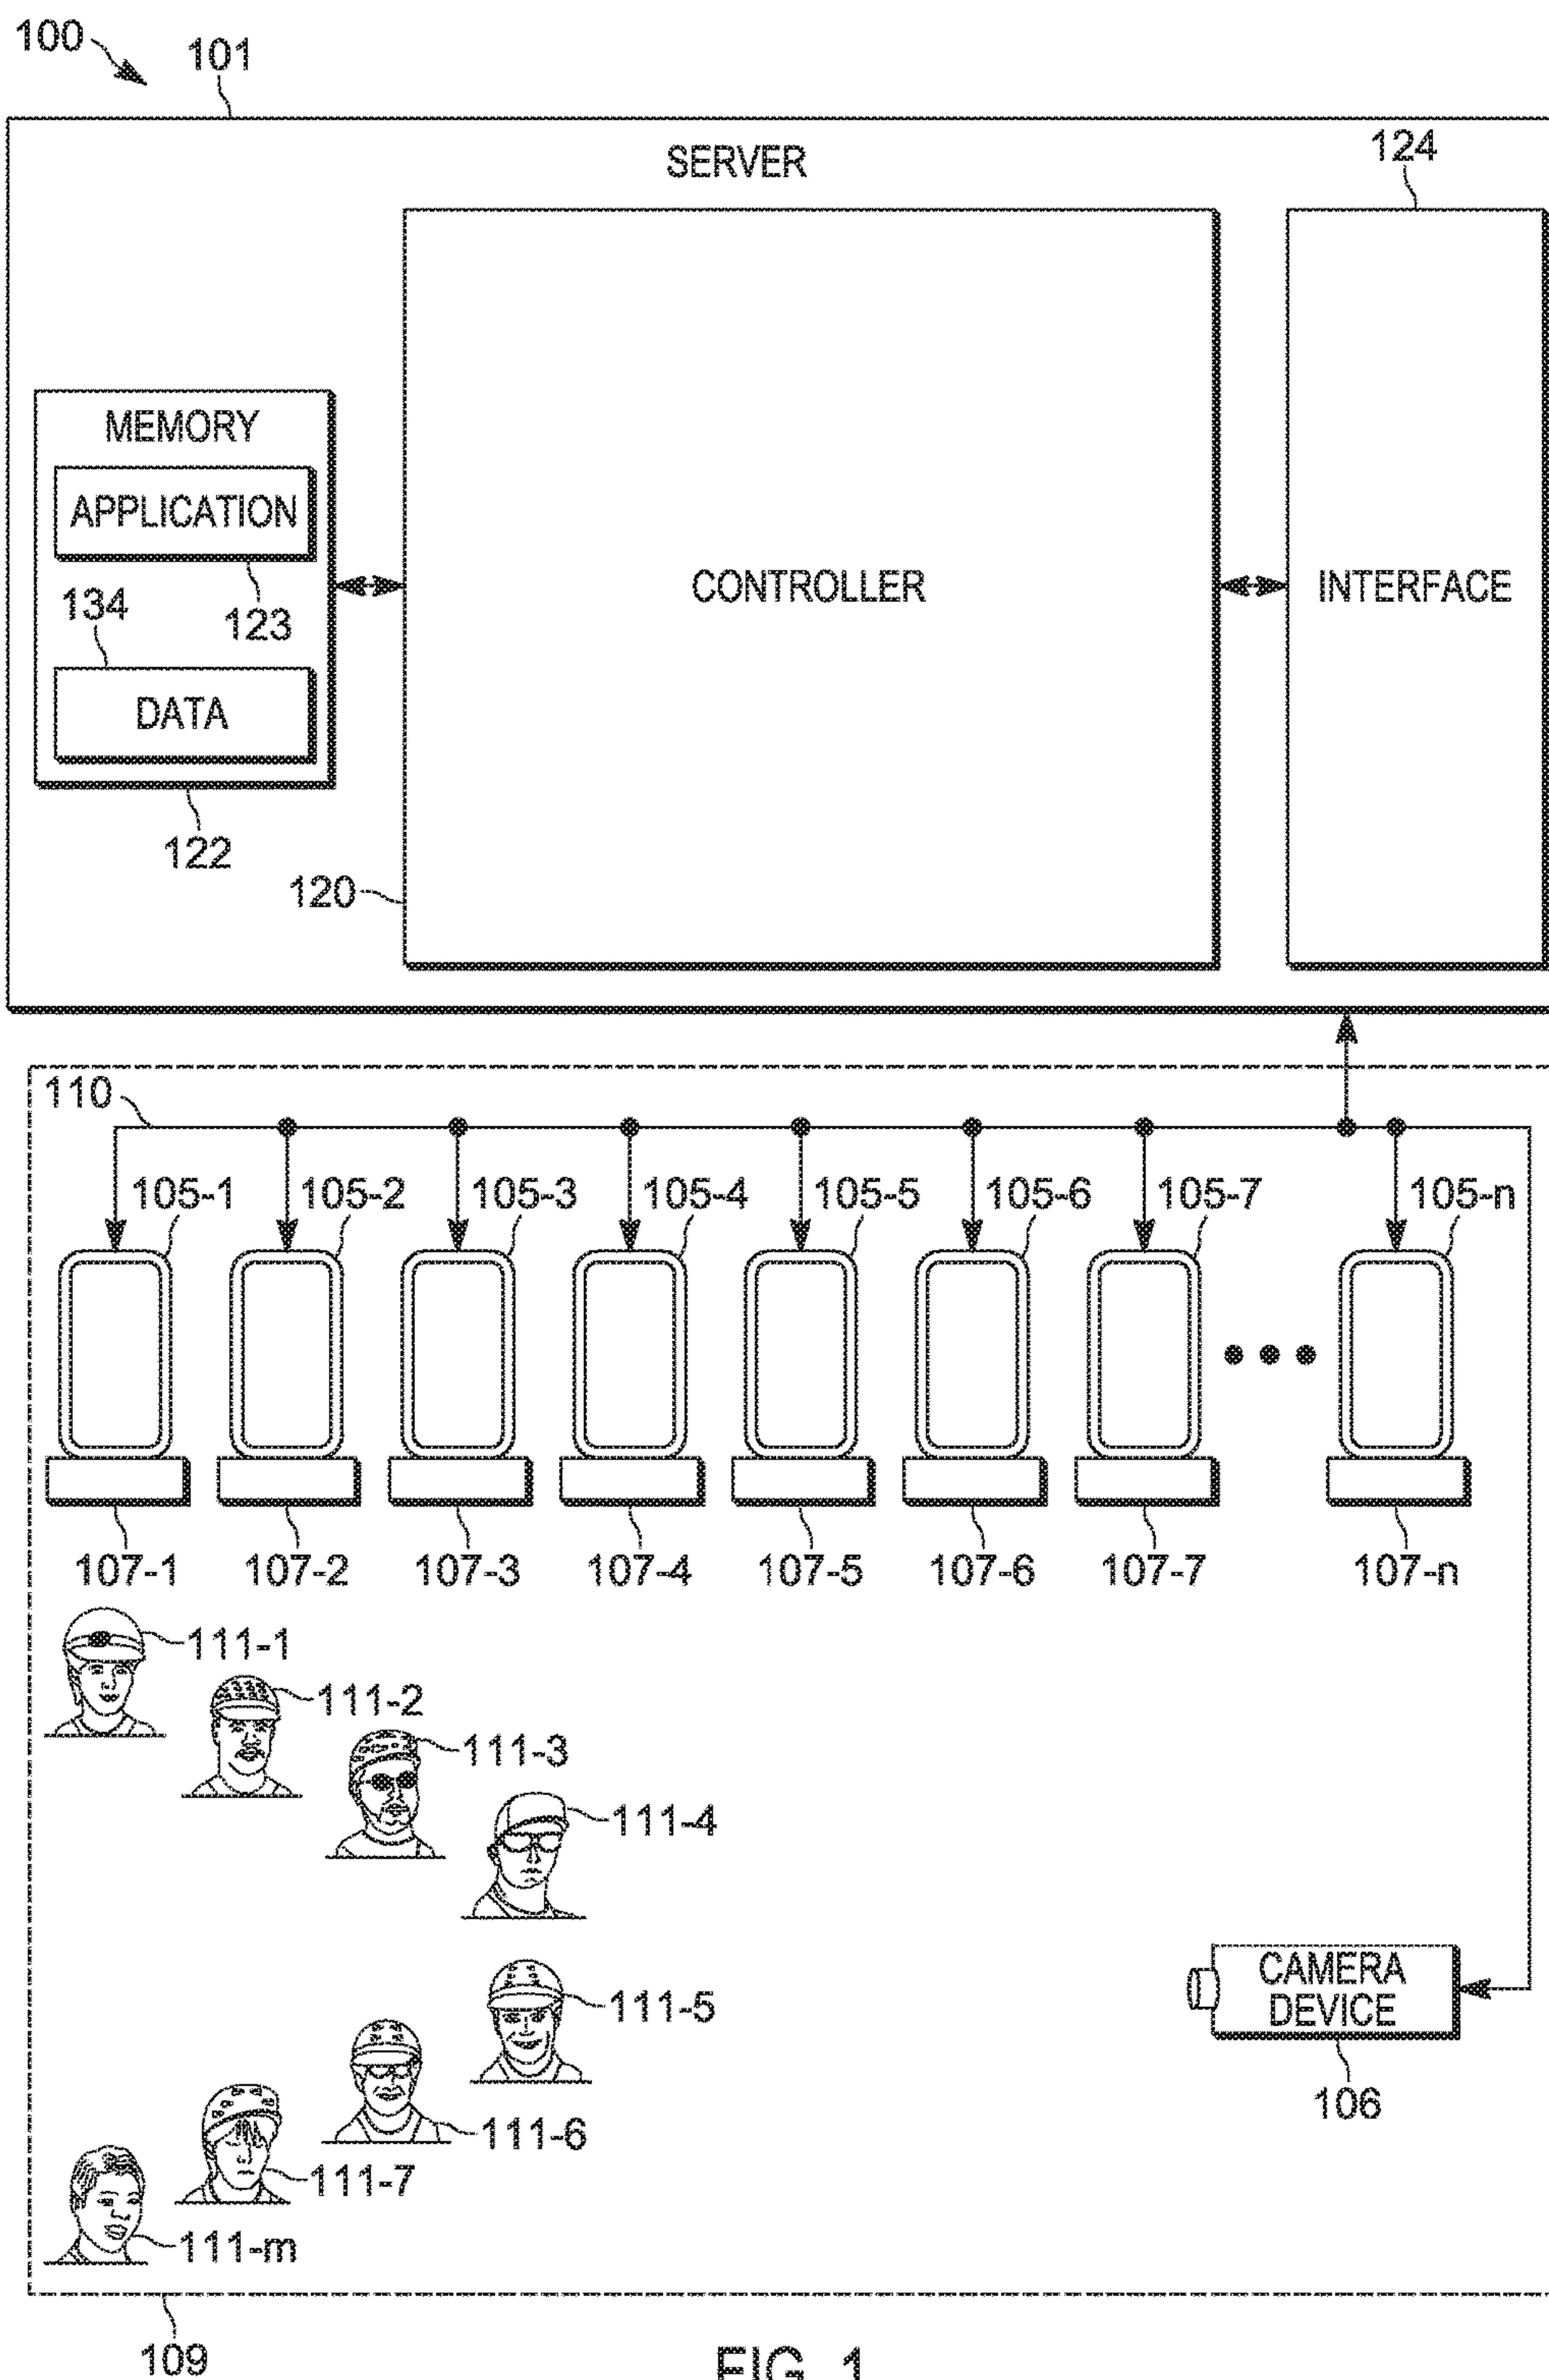 100
101
SERVER
124
MEMORY
APPLICATION
134
123
DATA
122
CONTROLLER
INTERFACE
120
110
105-1 105-2 105-3 105-4 105-5 105-6 105-7 105-n
107-1 107-2 107-3 107-4 107-5 107-6 107-7 107-n
111-1
111-2
111-3
111-4
111-5
CAMERA
DEVICE
106
111-6
111-7
111-m
109
FIG. 1